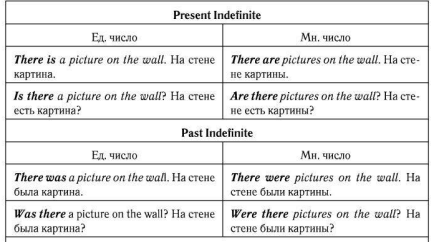 Present Indefinite
Ед. число
Мн. число
There is a picture on the wall. На стене
картина.
There are pictures on the wall. На сте-
не картины.
Is there a picture on the wall? На стене
есть картина?
Are there pictures on the wall? На сте-
не есть картины?
Past Indefinite
Ед. число
Мн. число
There was a picture on the wall. На стене
была картина.
There were pictures on the wall. На
стене были картины.
Was there a picture on the wall? На стене
была картина?
Were there pictures on the wall? На
стене были картины?